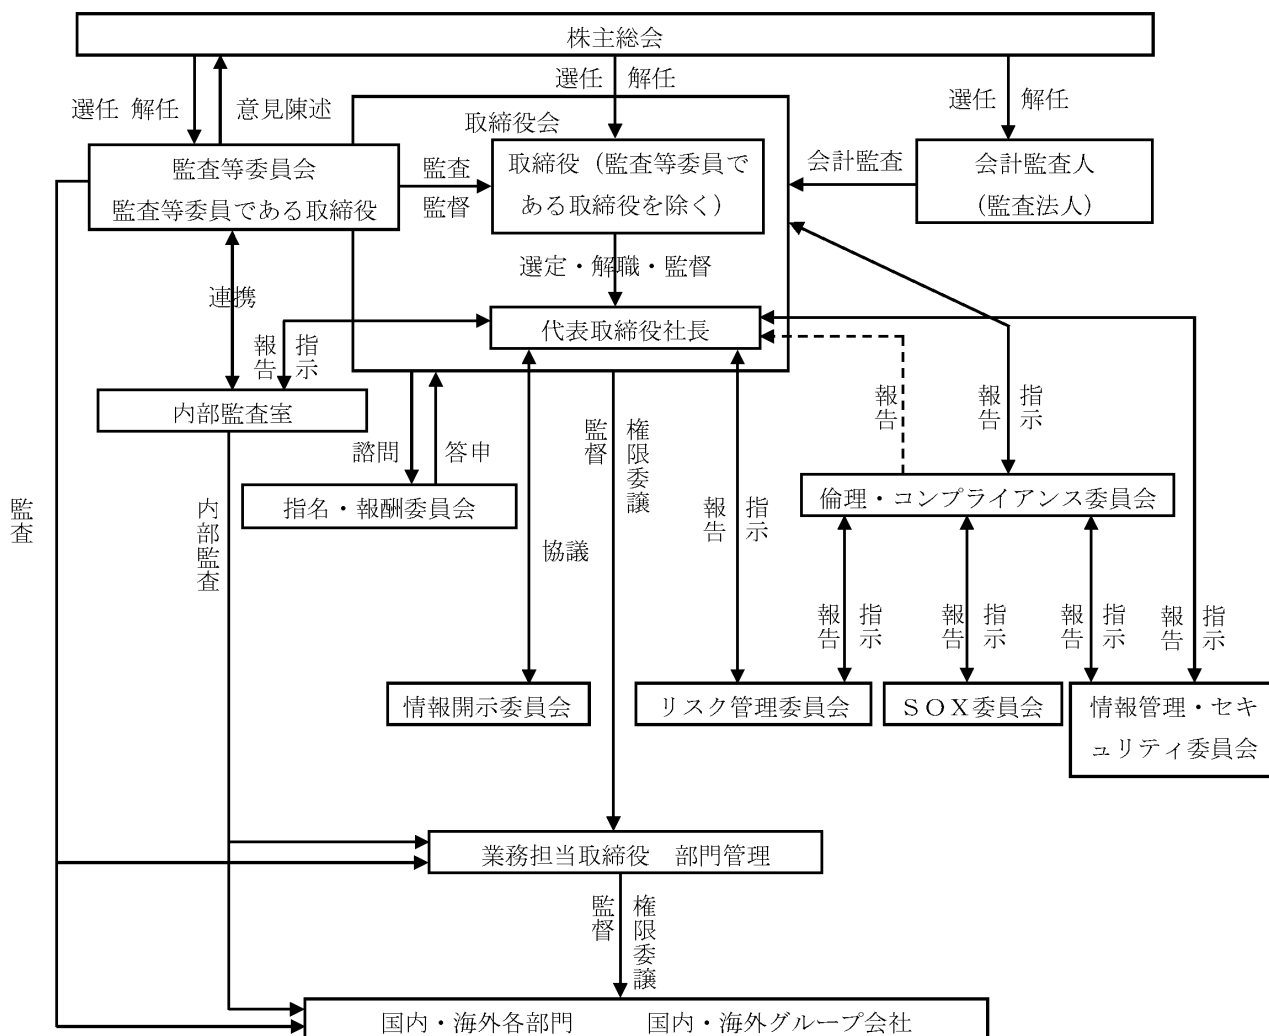 株主総会
選任 解任
意見陳述
選任 解任
選任 解任
取締役会
監査等委員会
監査等委員である取締役
監査
監督
取締役（監査等委員で
ある取締役を除く）
会計監査
会計監査人
（監査法人）
選定・解職・監督
連携
代表取締役社長
報告
指示
内部監査室
諮問
答申
監督
権限委譲
報告
報告
指示
指名・報酬委員会
倫理・コンプライアンス委員会
監査
内部監査
協議
報告
指示
報告
指示
報告
指示
報告
指示
報告
指示
情報開示委員会
リスク管理委員会
ＳＯＸ委員会
情報管理・セキ
ュリティ委員会
業務担当取締役　部門管理
監督
権限委譲
国内・海外各部門　　　国内・海外グループ会社